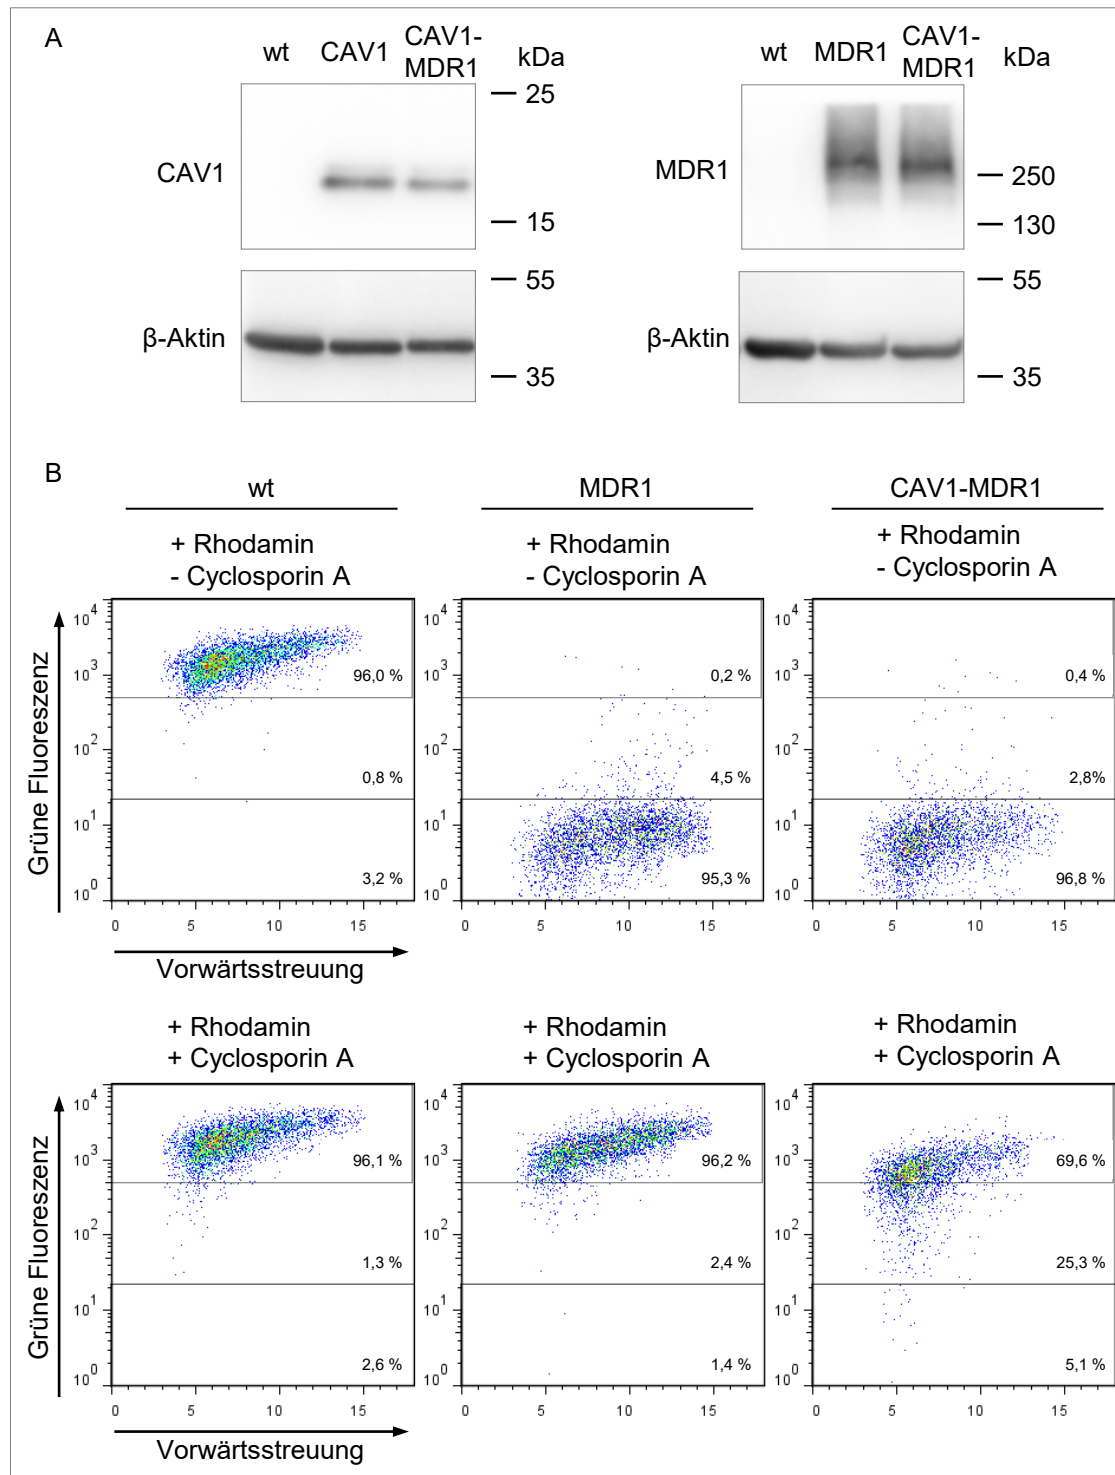 A
wt CAV1 CAV1-
MDR1 kDa
25
CAV1
15
55
β-Aktin
35
wt MDR1 CAV1-
MDR1 kDa
MDR1
250
130
55
β-Aktin
35
B
wt
+ Rhodamin
- Cyclosporin A
MDR1
+ Rhodamin
- Cyclosporin A
CAV1-MDR1
+ Rhodamin
- Cyclosporin A
Grüne Fluoreszenz
10^4
10^3
10^2
10^1
10^0
96,0 %
0,8 %
3,2 %
0 5 10 15
10^4
10^3
10^2
10^1
10^0
0,2 %
4,5 %
95,3 %
0 5 10 15
10^4
10^3
10^2
10^1
10^0
0,4 %
2,8%
96,8 %
0 5 10 15
Vorwärtsstreuung
+ Rhodamin
+ Cyclosporin A
+ Rhodamin
+ Cyclosporin A
+ Rhodamin
+ Cyclosporin A
Grüne Fluoreszenz
10^4
10^3
10^2
10^1
10^0
96,1 %
1,3 %
2,6 %
0 5 10 15
10^4
10^3
10^2
10^1
10^0
96,2 %
2,4 %
1,4 %
0 5 10 15
10^4
10^3
10^2
10^1
10^0
69,6 %
25,3 %
5,1 %
0 5 10 15
Vorwärtsstreuung